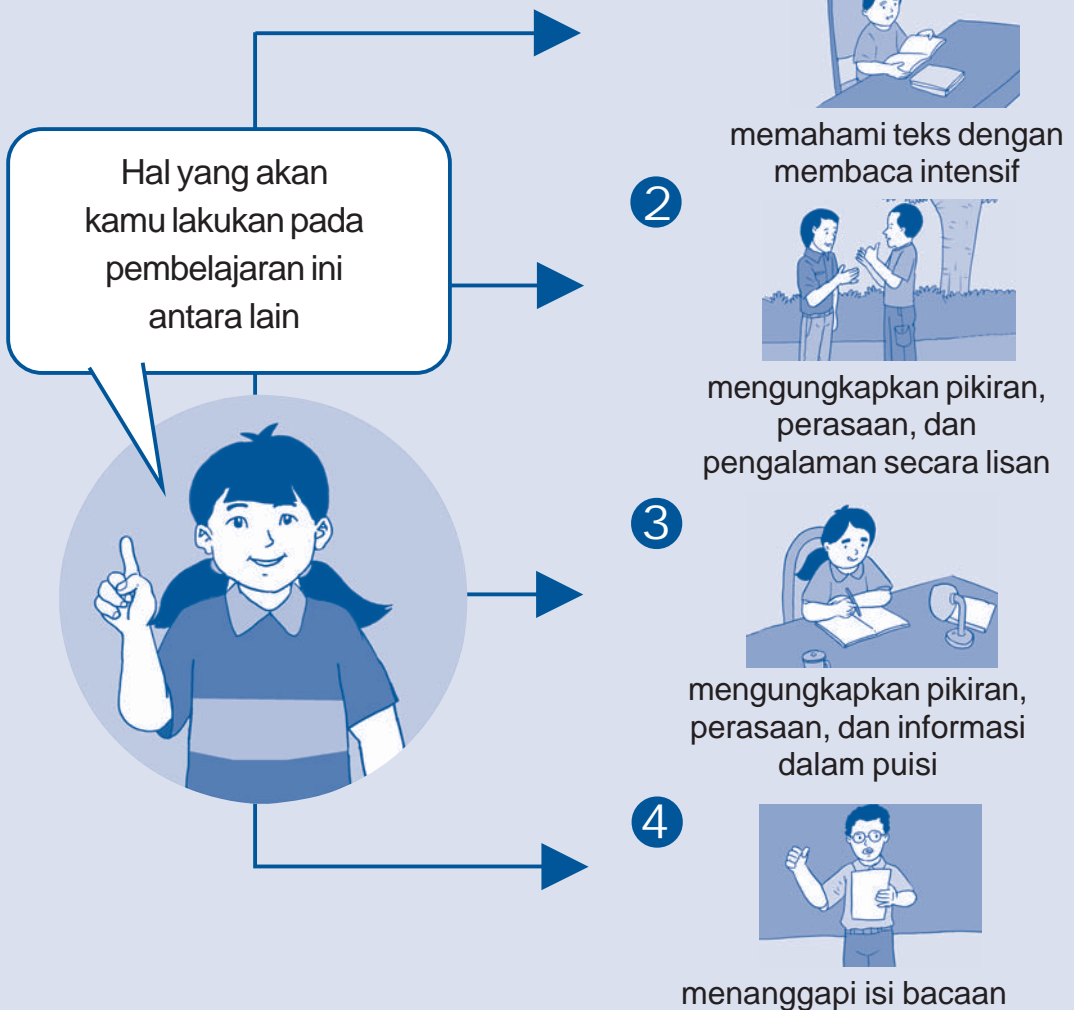 Hal yang akan
kamu lakukan pada
pembelajaran ini
antara lain
memahami teks dengan
membaca intensif
2
mengungkapkan pikiran,
perasaan, dan
pengalaman secara lisan
3
mengungkapkan pikiran,
perasaan, dan informasi
dalam puisi
4
menanggapi isi bacaan